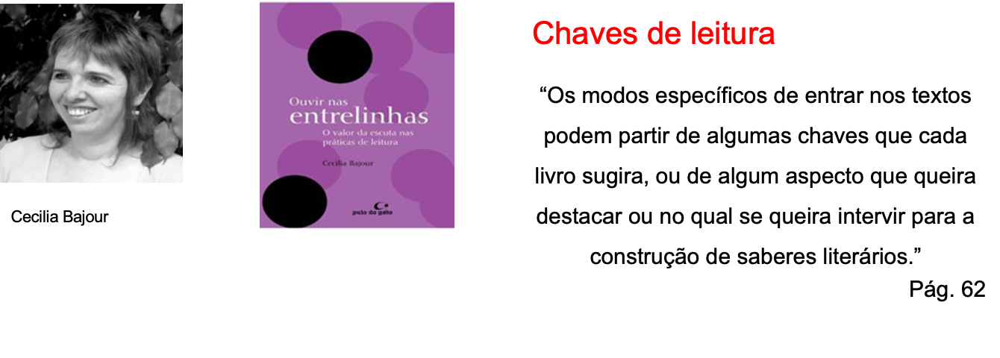 Cecilia Bajour
Ouvir nas
entrelinhas
O valor da escuta nas
práticas de leitura
Cecilia Bajour
pulo do gato
Chaves de leitura
“Os modos específicos de entrar nos textos
podem partir de algumas chaves que cada
livro sugira, ou de algum aspecto que queira
destacar ou no qual se queira intervir para a
construção de saberes literários.”
Pág. 62